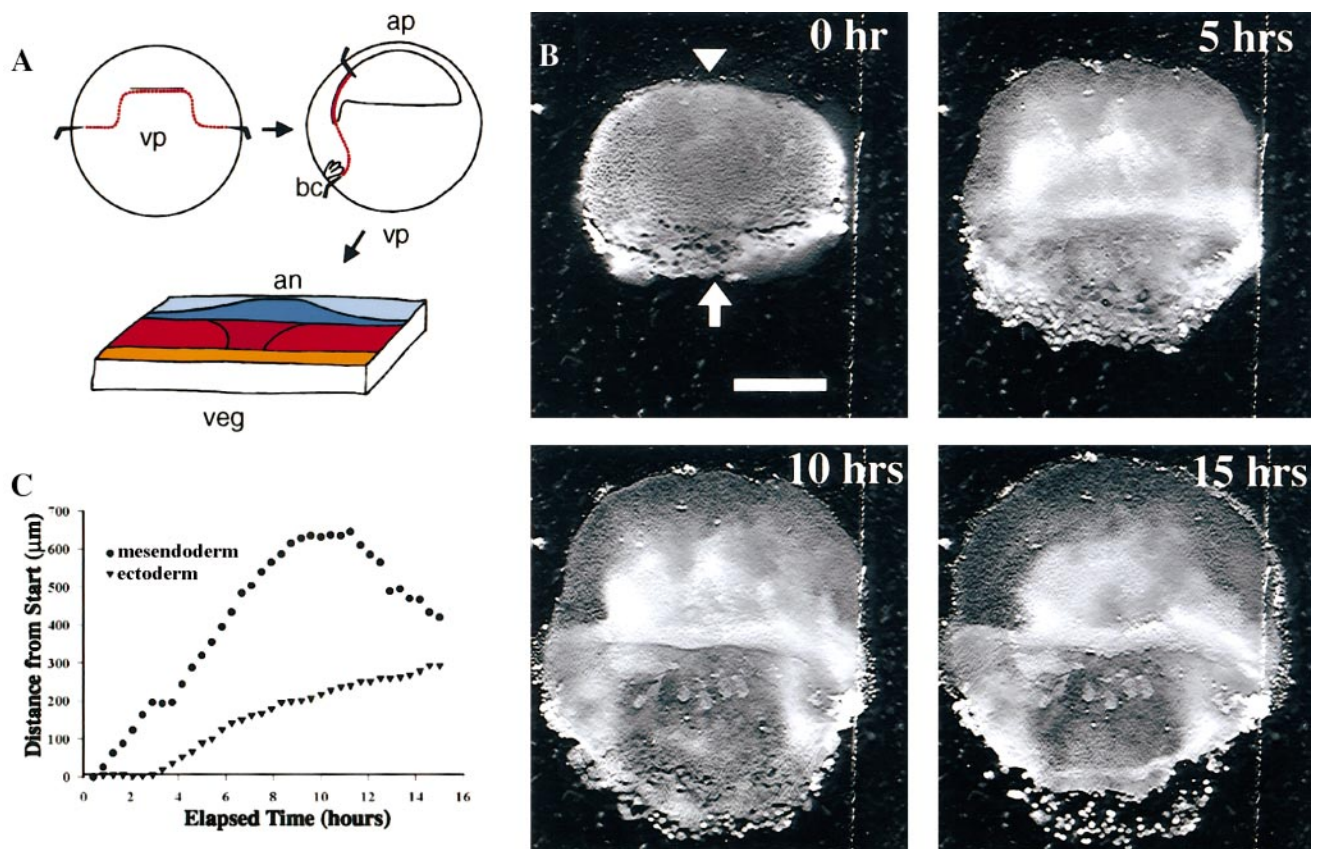 A
ap
vp
bc
vp
an
veg
B
0 hr
5 hrs
10 hrs
15 hrs
C
700
600
500
400
300
200
100
0
mesendoderm
ectoderm
Distance from Start (μm)
0 2 4 6 8 10 12 14 16
Elapsed Time (hours)